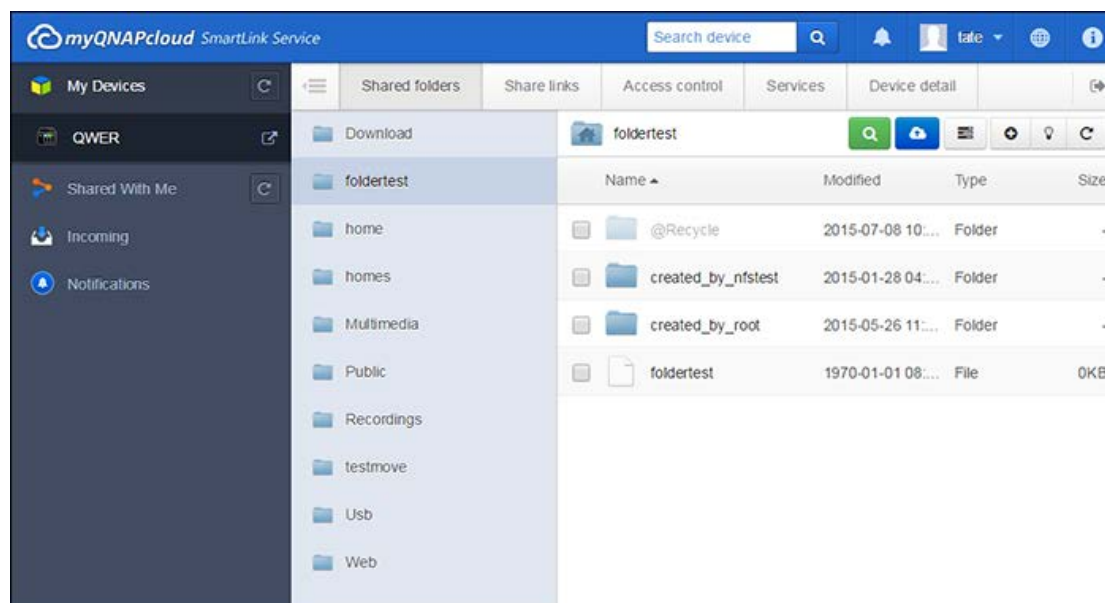 myQNAPcloud SmartLink Service
Search device
tate
My Devices
QWER
Shared With Me
Incoming
Notifications
Shared folders
Share links
Access control
Services
Device detail
Download
foldertest
home
homes
Multimedia
Public
Recordings
testmove
Usb
Web
foldertest
Name Modified Type Size
@Recycle 2015-07-08 10:... Folder
created_by_nfstest 2015-01-28 04:... Folder
created_by_root 2015-05-26 11:... Folder
foldertest 1970-01-01 08:... File 0KB